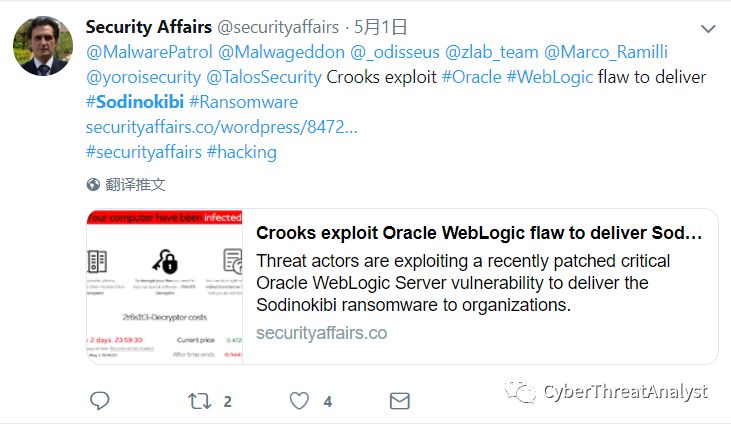 Security Affairs @securityaffairs · 5月1日
@MalwarePatrol @Malwageddon @_odisseus @zlab_team @Marco_Ramilli
@yoroisecurity @TalosSecurity Crooks exploit #Oracle #WebLogic flaw to deliver
#Sodinokibi #Ransomware
securityaffairs.co/wordpress/8472…
#securityaffairs #hacking
翻译推文
Your computer have been infected
Decryptor costs
2 days, 23:59:30
Current price
After time ends
Crooks exploit Oracle WebLogic flaw to deliver Sod...
Threat actors are exploiting a recently patched critical
Oracle WebLogic Server vulnerability to deliver the
Sodinokibi ransomware to organizations.
securityaffairs.co
2
4
CyberThreatAnalyst